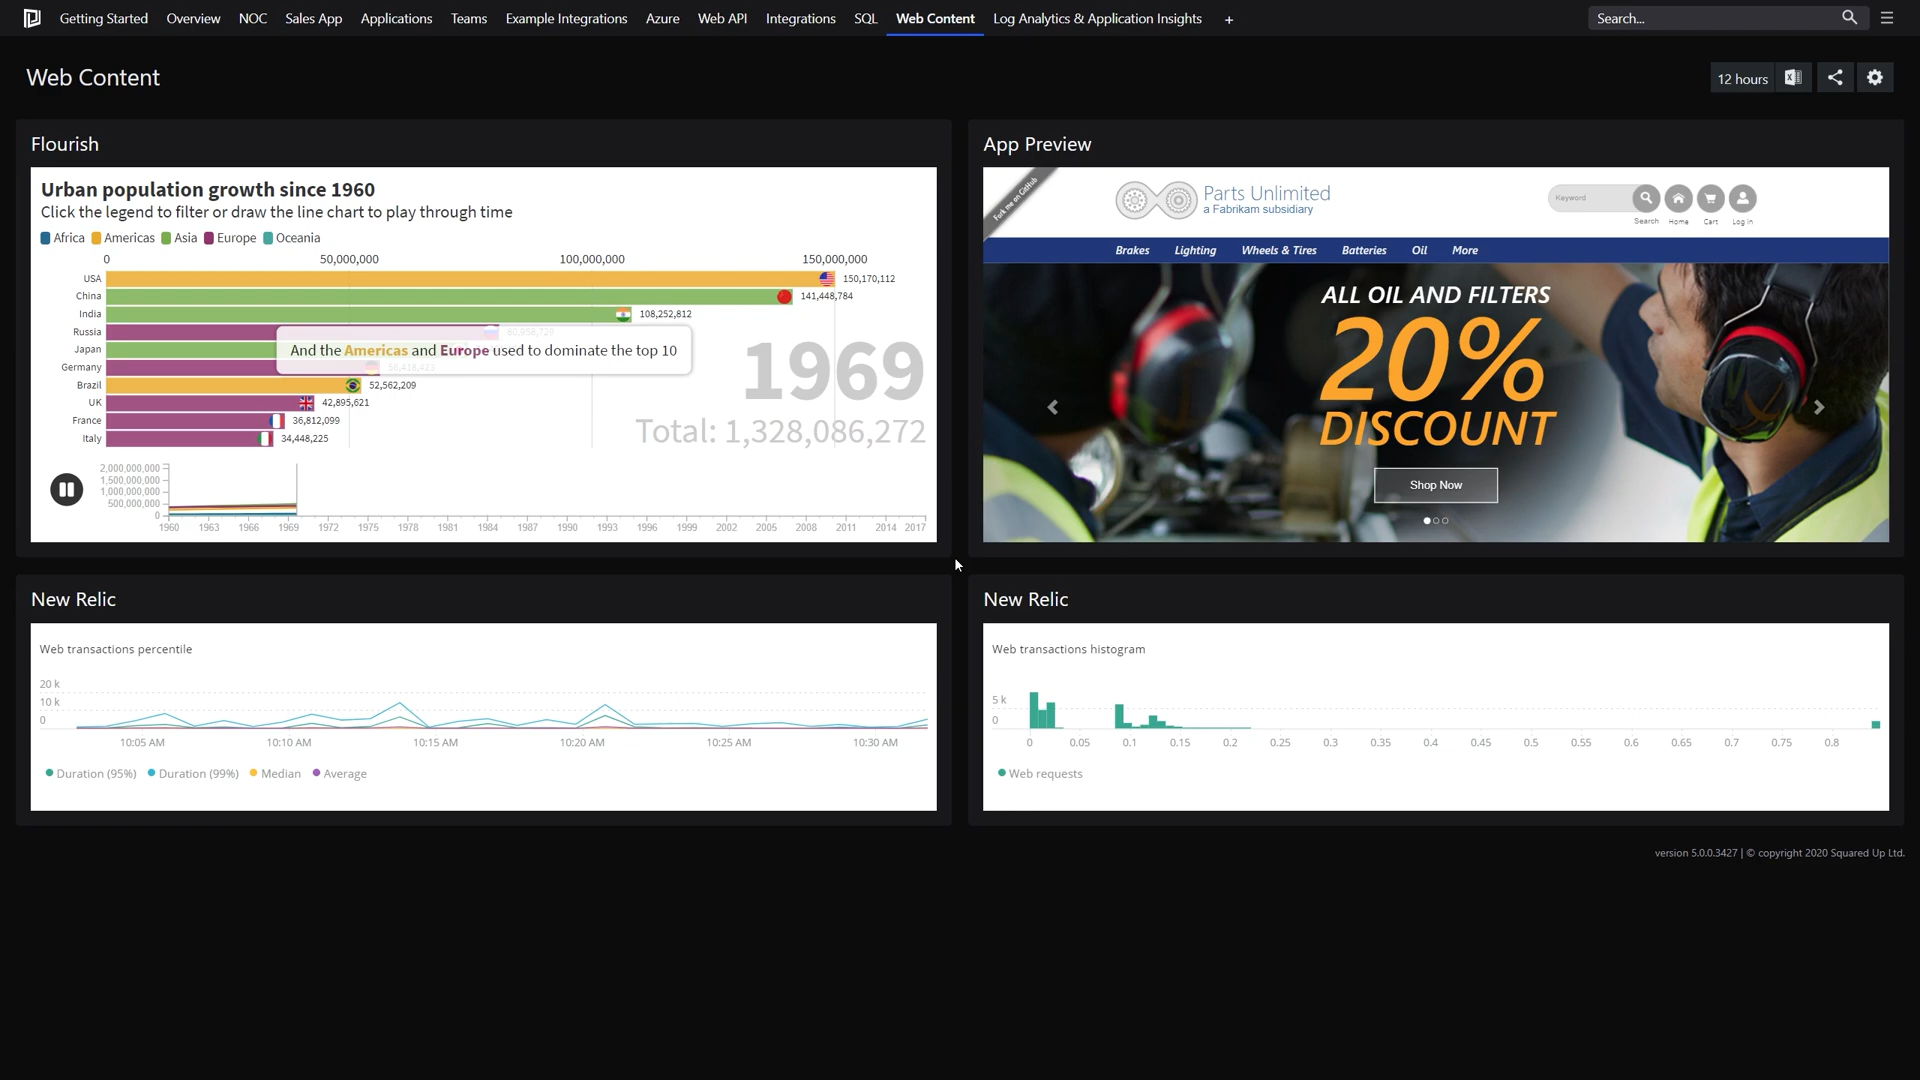 Getting Started Overview NOC Sales App Applications Teams Example Integrations Azure Web API Integrations SQL Web Content Log Analytics & Application Insights +
Search...
Web Content
12 hours
Flourish
Urban population growth since 1960
Click the legend to filter or draw the line chart to play through time
Africa Americas Asia Europe Oceania
0 50,000,000 100,000,000 150,000,000
USA 150,170,112
China 141,448,784
India 108,252,812
Russia 80,958,729
Japan
And the Americas and Europe used to dominate the top 10
Germany
Brazil 52,562,209
UK 42,895,621
France 36,812,099
Italy 34,448,225
1969
Total: 1,328,086,272
2,000,000,000
1,500,000,000
1,000,000,000
500,000,000
0
1960 1963 1966 1969 1972 1975 1978 1981 1984 1987 1990 1993 1996 1999 2002 2005 2008 2011 2014 2017
App Preview
Fork me on GitHub
Parts Unlimited
a Fabrikam subsidiary
Keyword
Search Home Cart Log in
Brakes Lighting Wheels & Tires Batteries Oil More
ALL OIL AND FILTERS
20%
DISCOUNT
Shop Now
New Relic
Web transactions percentile
20 k
10 k
0
10:05 AM 10:10 AM 10:15 AM 10:20 AM 10:25 AM 10:30 AM
Duration (95%) Duration (99%) Median Average
New Relic
Web transactions histogram
5 k
0
0 0.05 0.1 0.15 0.2 0.25 0.3 0.35 0.4 0.45 0.5 0.55 0.6 0.65 0.7 0.75 0.8
Web requests
version 5.0.0.3427 | © copyright 2020 Squared Up Ltd.